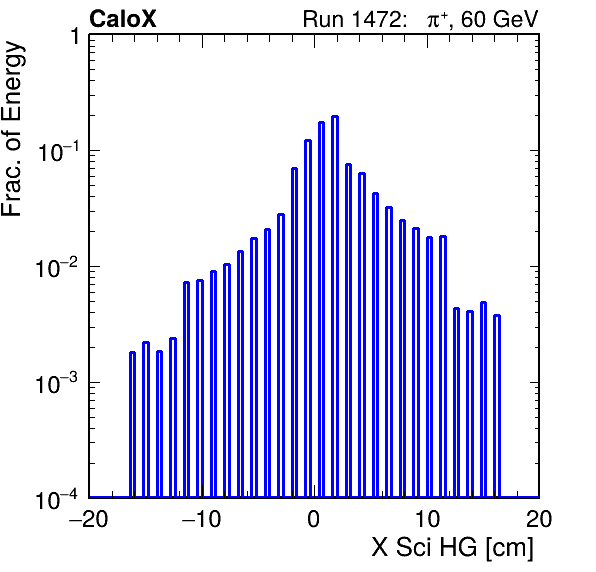 CaloX Run 1472: π⁺, 60 GeV
Frac. of Energy
1
10⁻¹
10⁻²
10⁻³
10⁻⁴
−20 −10 0 10 20
X Sci HG [cm]